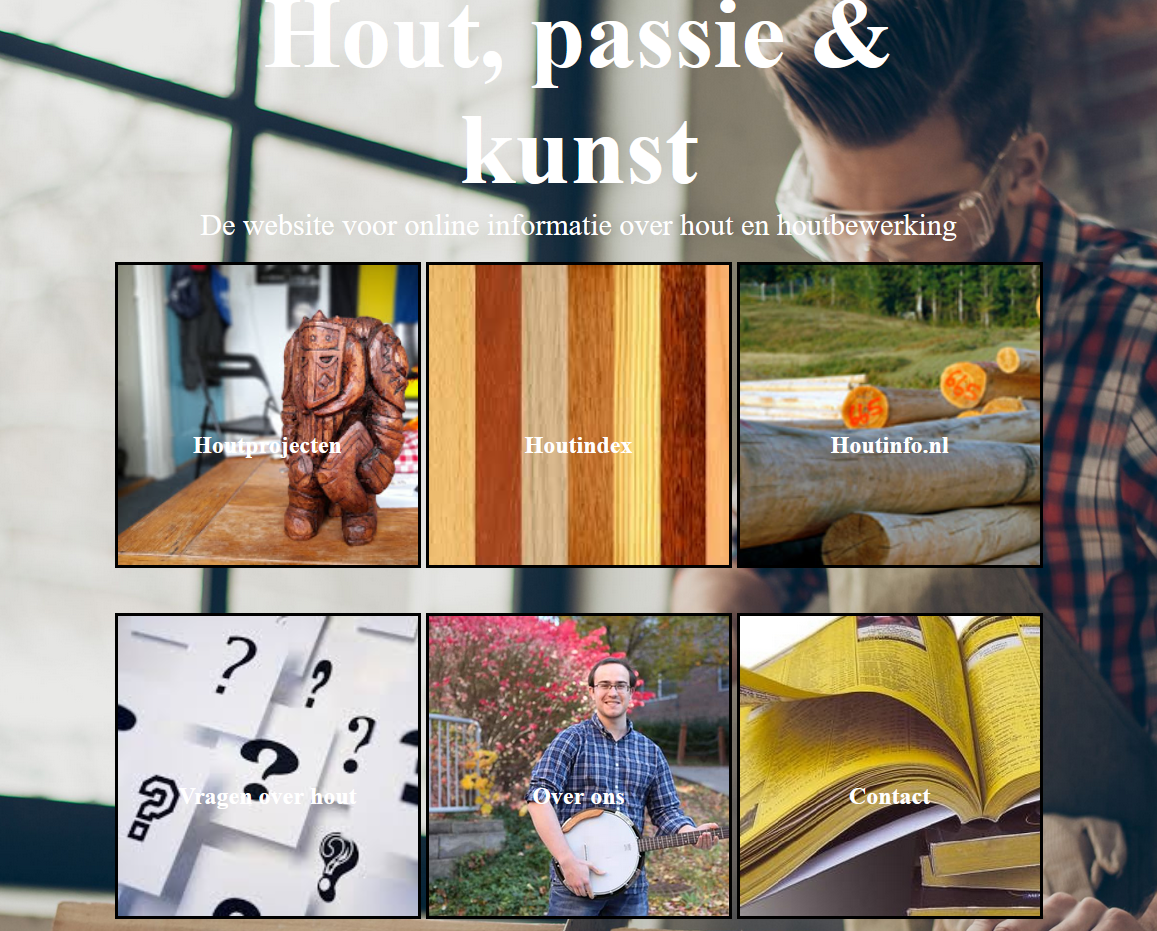 Hout, passie &
kunst
De website voor online informatie over hout en houtbewerking
Houtprojecten
Houtindex
Houtinfo.nl
Vragen over hout
Over ons
Contact